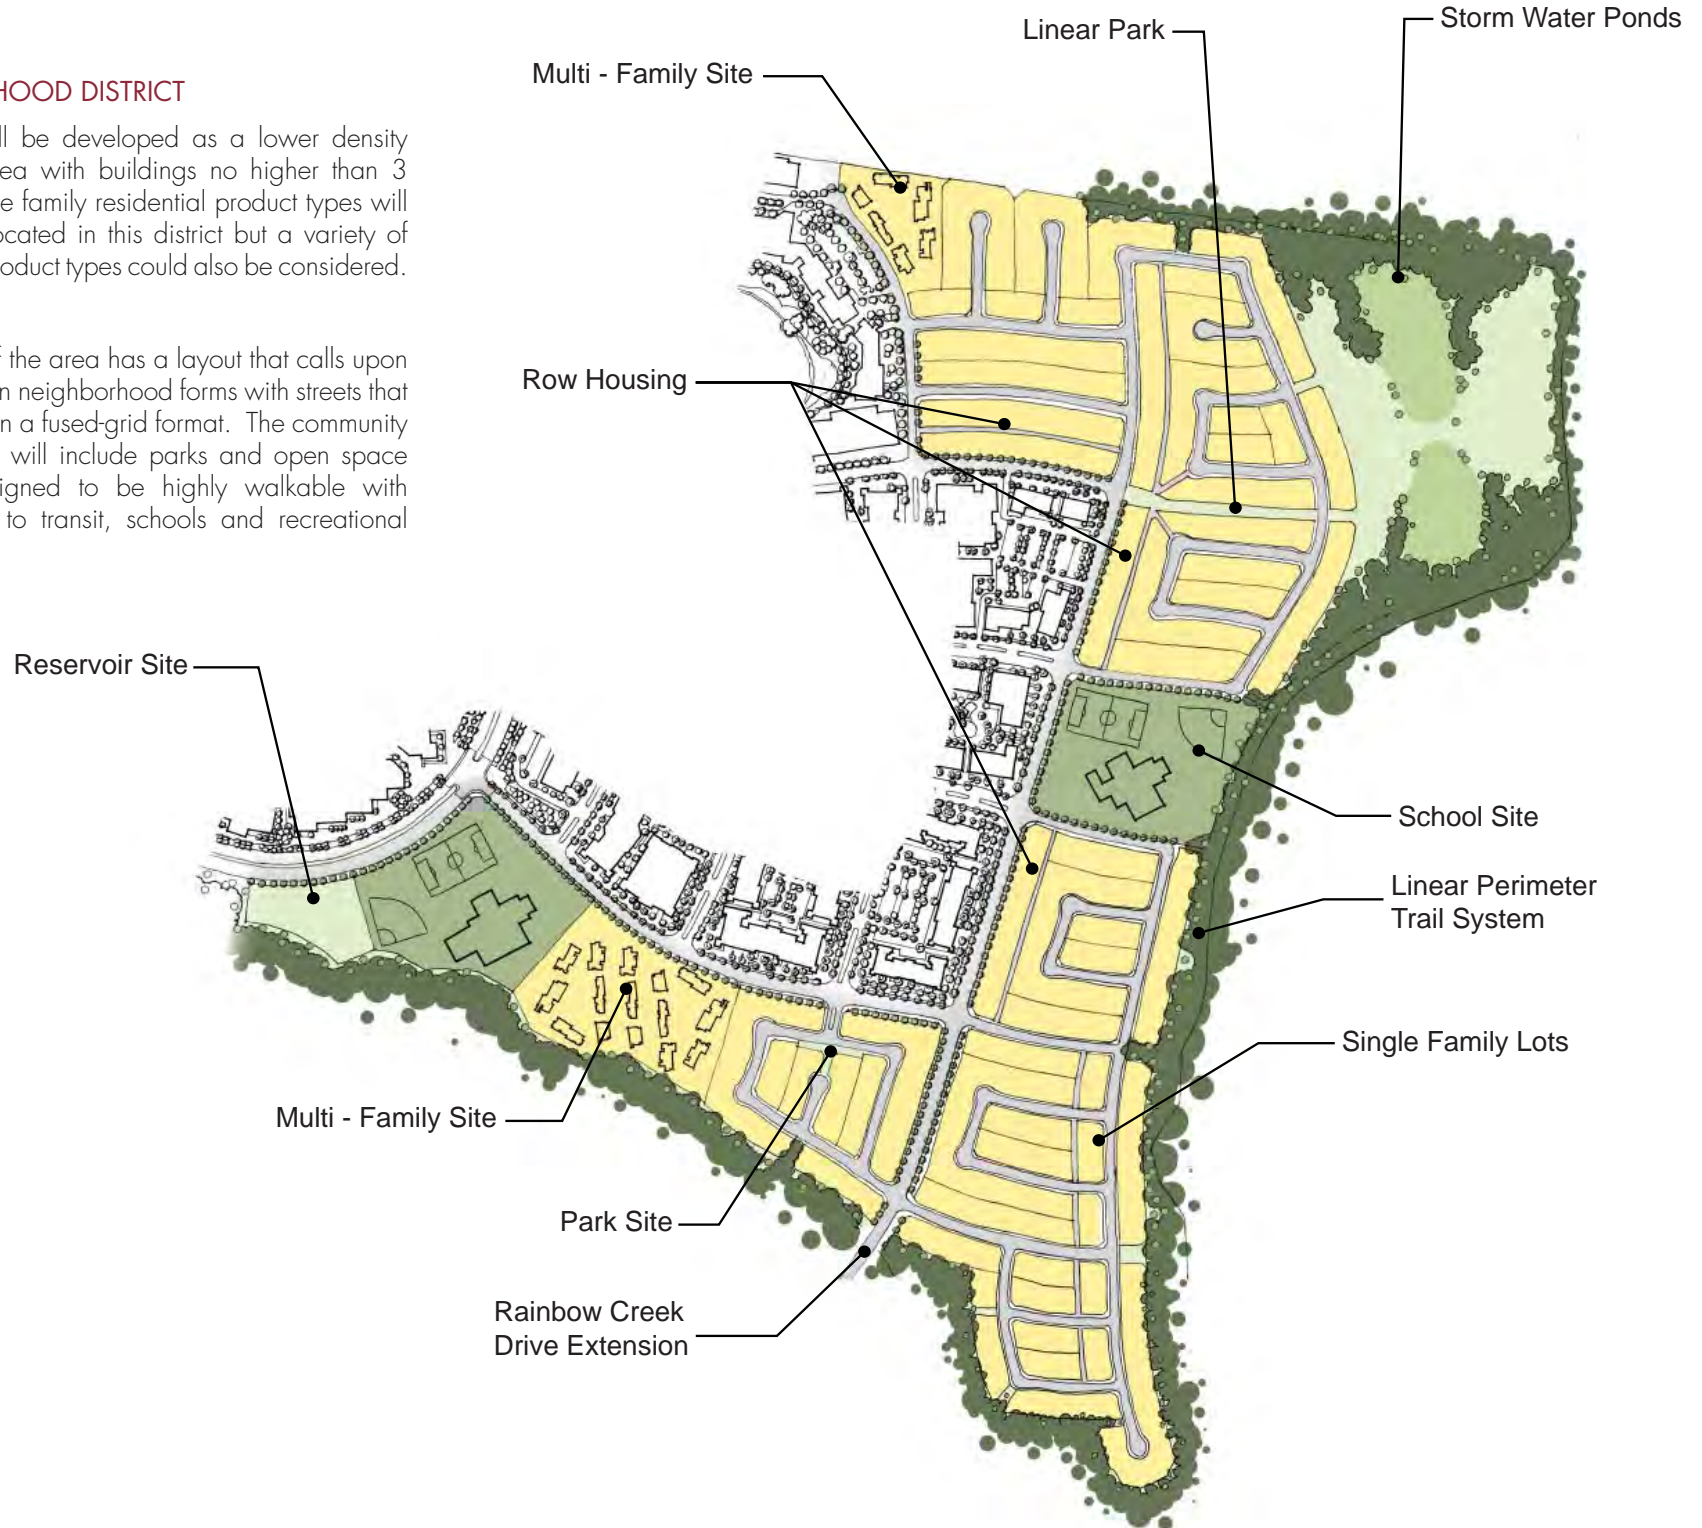 HOOD DISTRICT
ll be developed as a lower density
ea with buildings no higher than 3
e family residential product types will
ocated in this district but a variety of
oduct types could also be considered.
f the area has a layout that calls upon
n neighborhood forms with streets that
n a fused-grid format. The community
will include parks and open space
igned to be highly walkable with
to transit, schools and recreational
Storm Water Ponds
Linear Park
Multi - Family Site
Row Housing
Reservoir Site
School Site
Linear Perimeter
Trail System
Single Family Lots
Multi - Family Site
Park Site
Rainbow Creek
Drive Extension